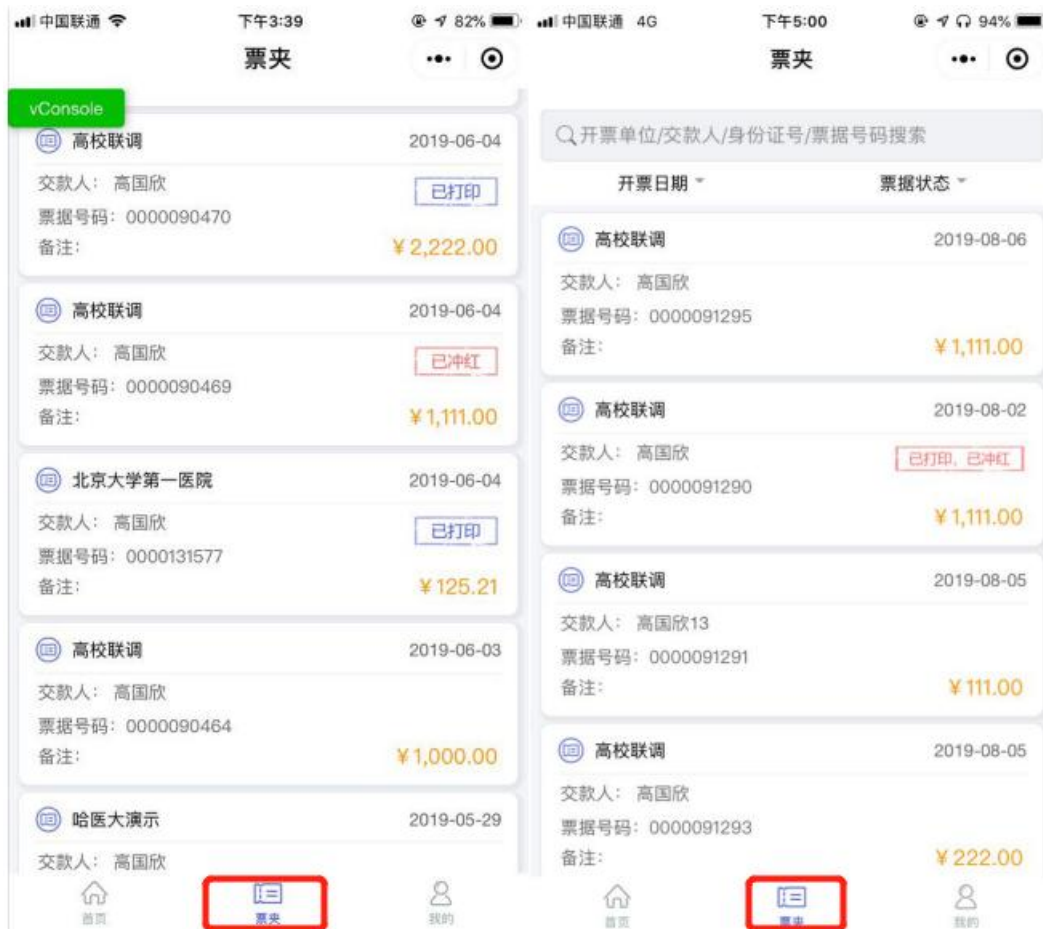 中国联通
下午3:39
82%
票夹
vConsole
高校联调
2019-06-04
交款人： 高国欣
已打印
票据号码：0000090470
备注：
¥2,222.00
高校联调
2019-06-04
交款人： 高国欣
已冲红
票据号码：0000090469
备注：
¥1,111.00
北京大学第一医院
2019-06-04
交款人： 高国欣
已打印
票据号码：0000131577
备注：
¥125.21
高校联调
2019-06-03
交款人： 高国欣
票据号码：0000090464
备注：
¥1,000.00
哈医大演示
2019-05-29
交款人： 高国欣
首页
票夹
我的
中国联通 4G
下午5:00
94%
票夹
开票单位/交款人/身份证号/票据号码搜索
开票日期
票据状态
高校联调
2019-08-06
交款人： 高国欣
票据号码：0000091295
备注：
¥1,111.00
高校联调
2019-08-02
交款人： 高国欣
已打印、已冲红
票据号码：0000091290
备注：
¥1,111.00
高校联调
2019-08-05
交款人： 高国欣13
票据号码：0000091291
备注：
¥111.00
高校联调
2019-08-05
交款人： 高国欣
票据号码：0000091293
备注：
¥222.00
首页
票夹
我的